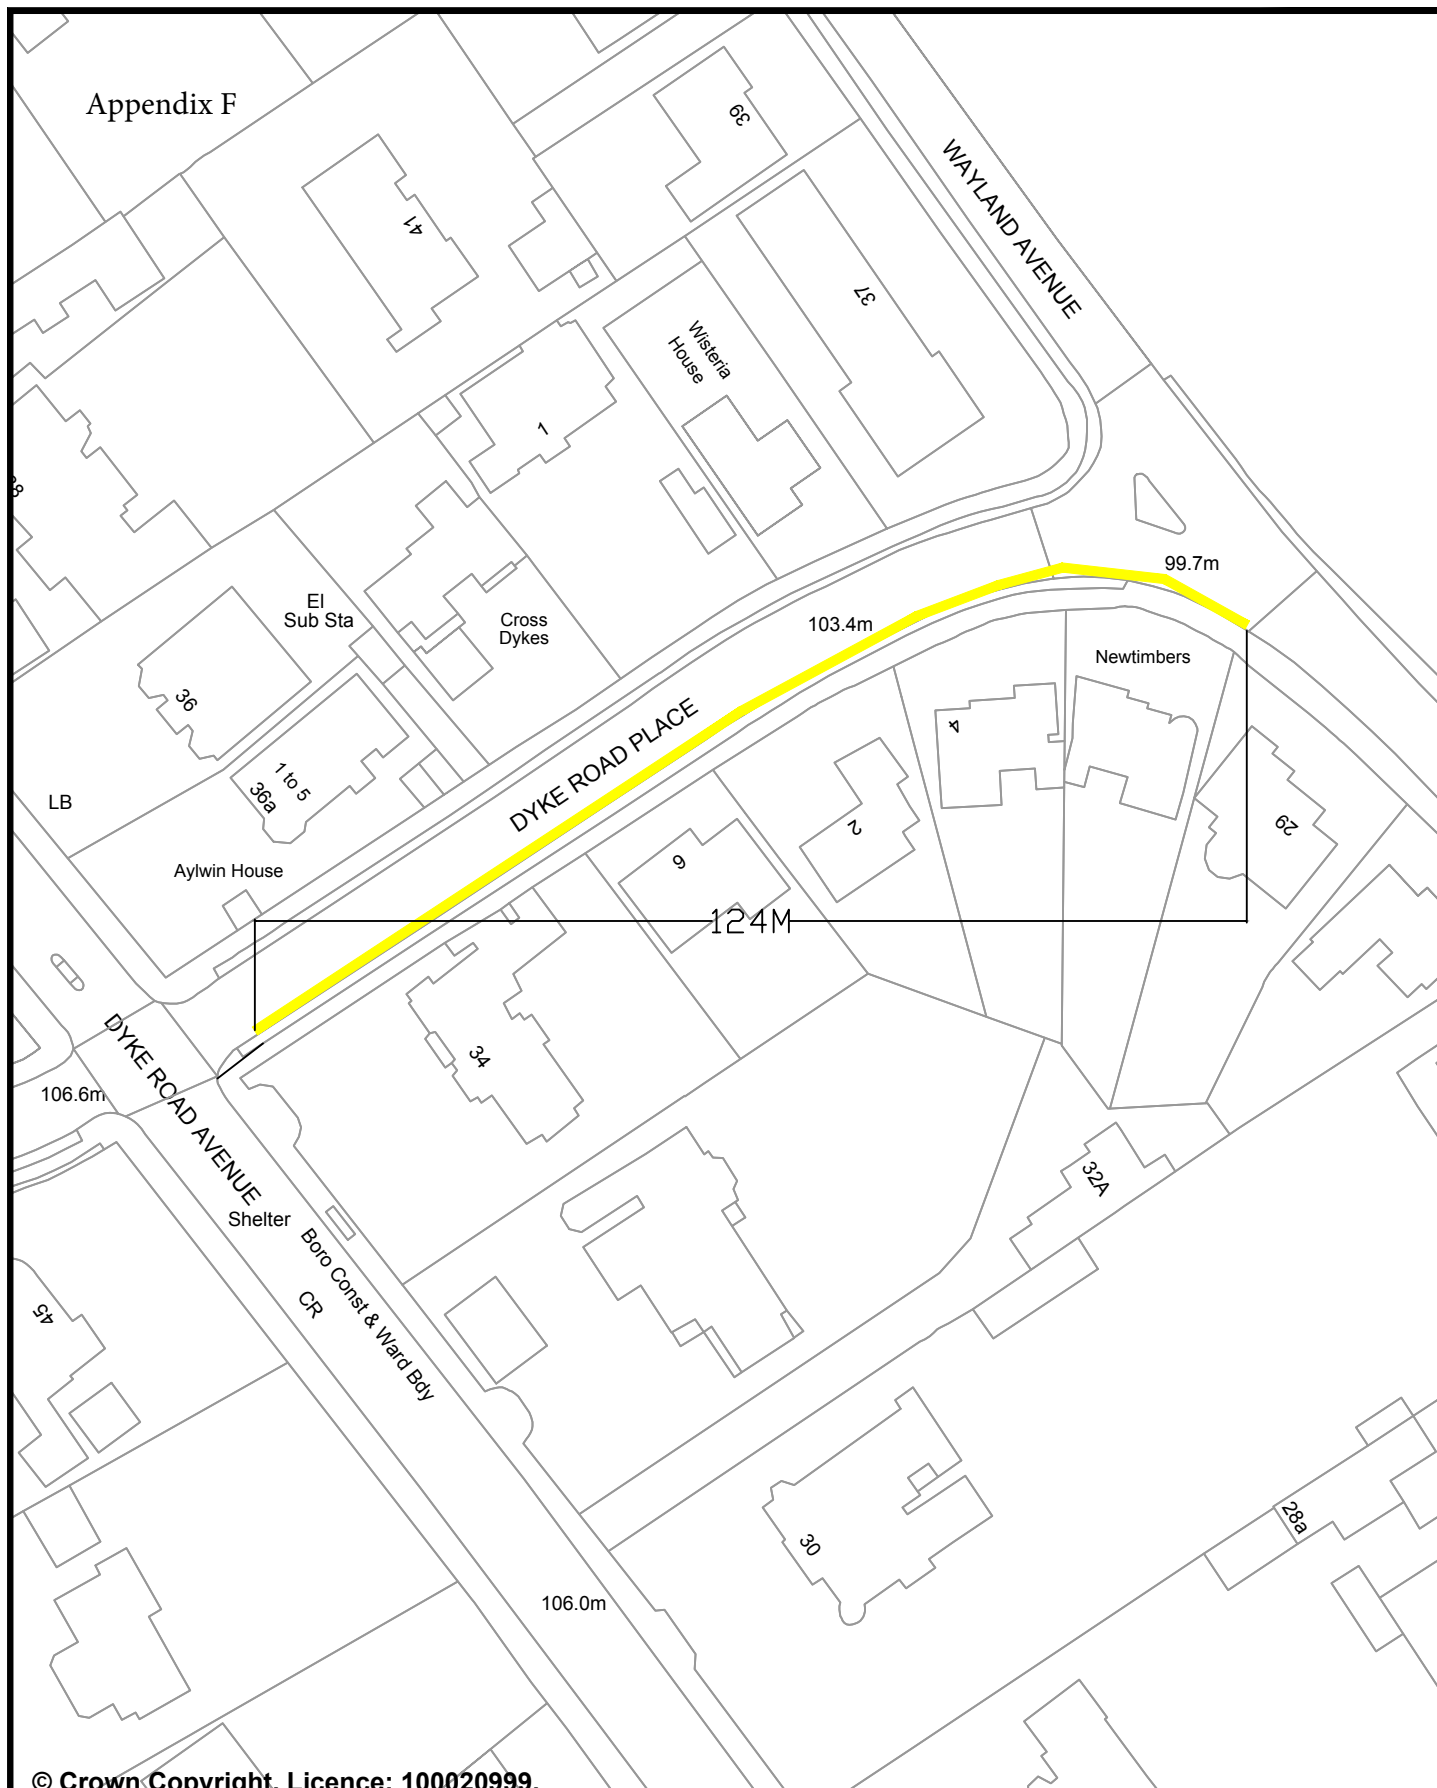 Appendix F
39
WAYLAND AVENUE
41
37
Wisteria
House
1
99.7m
El
Sub Sta
Cross
Dykes
103.4m
Newtimbers
36
4
DYKE ROAD PLACE
1 to 5
36a
LB
2
29
6
Aylwin House
124M
34
DYKE ROAD AVENUE
106.6m
32A
Shelter
Boro Const & Ward Bdy
CR
45
28a
30
106.0m
© Crown Copyright. Licence: 100020999.